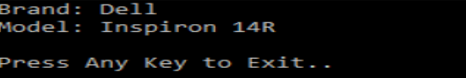 Brand: Dell
Model: Inspiron 14R
Press Any Key to Exit..